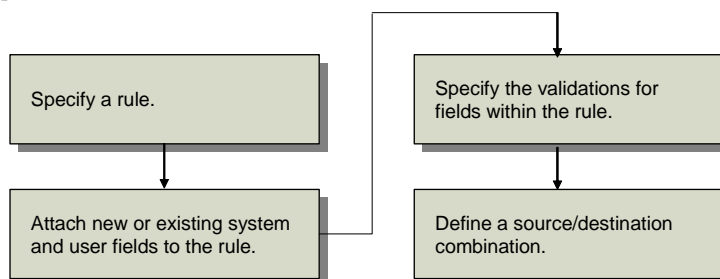 Specify a rule.
Attach new or existing system
and user fields to the rule.
Specify the validations for
fields within the rule.
Define a source/destination
combination.